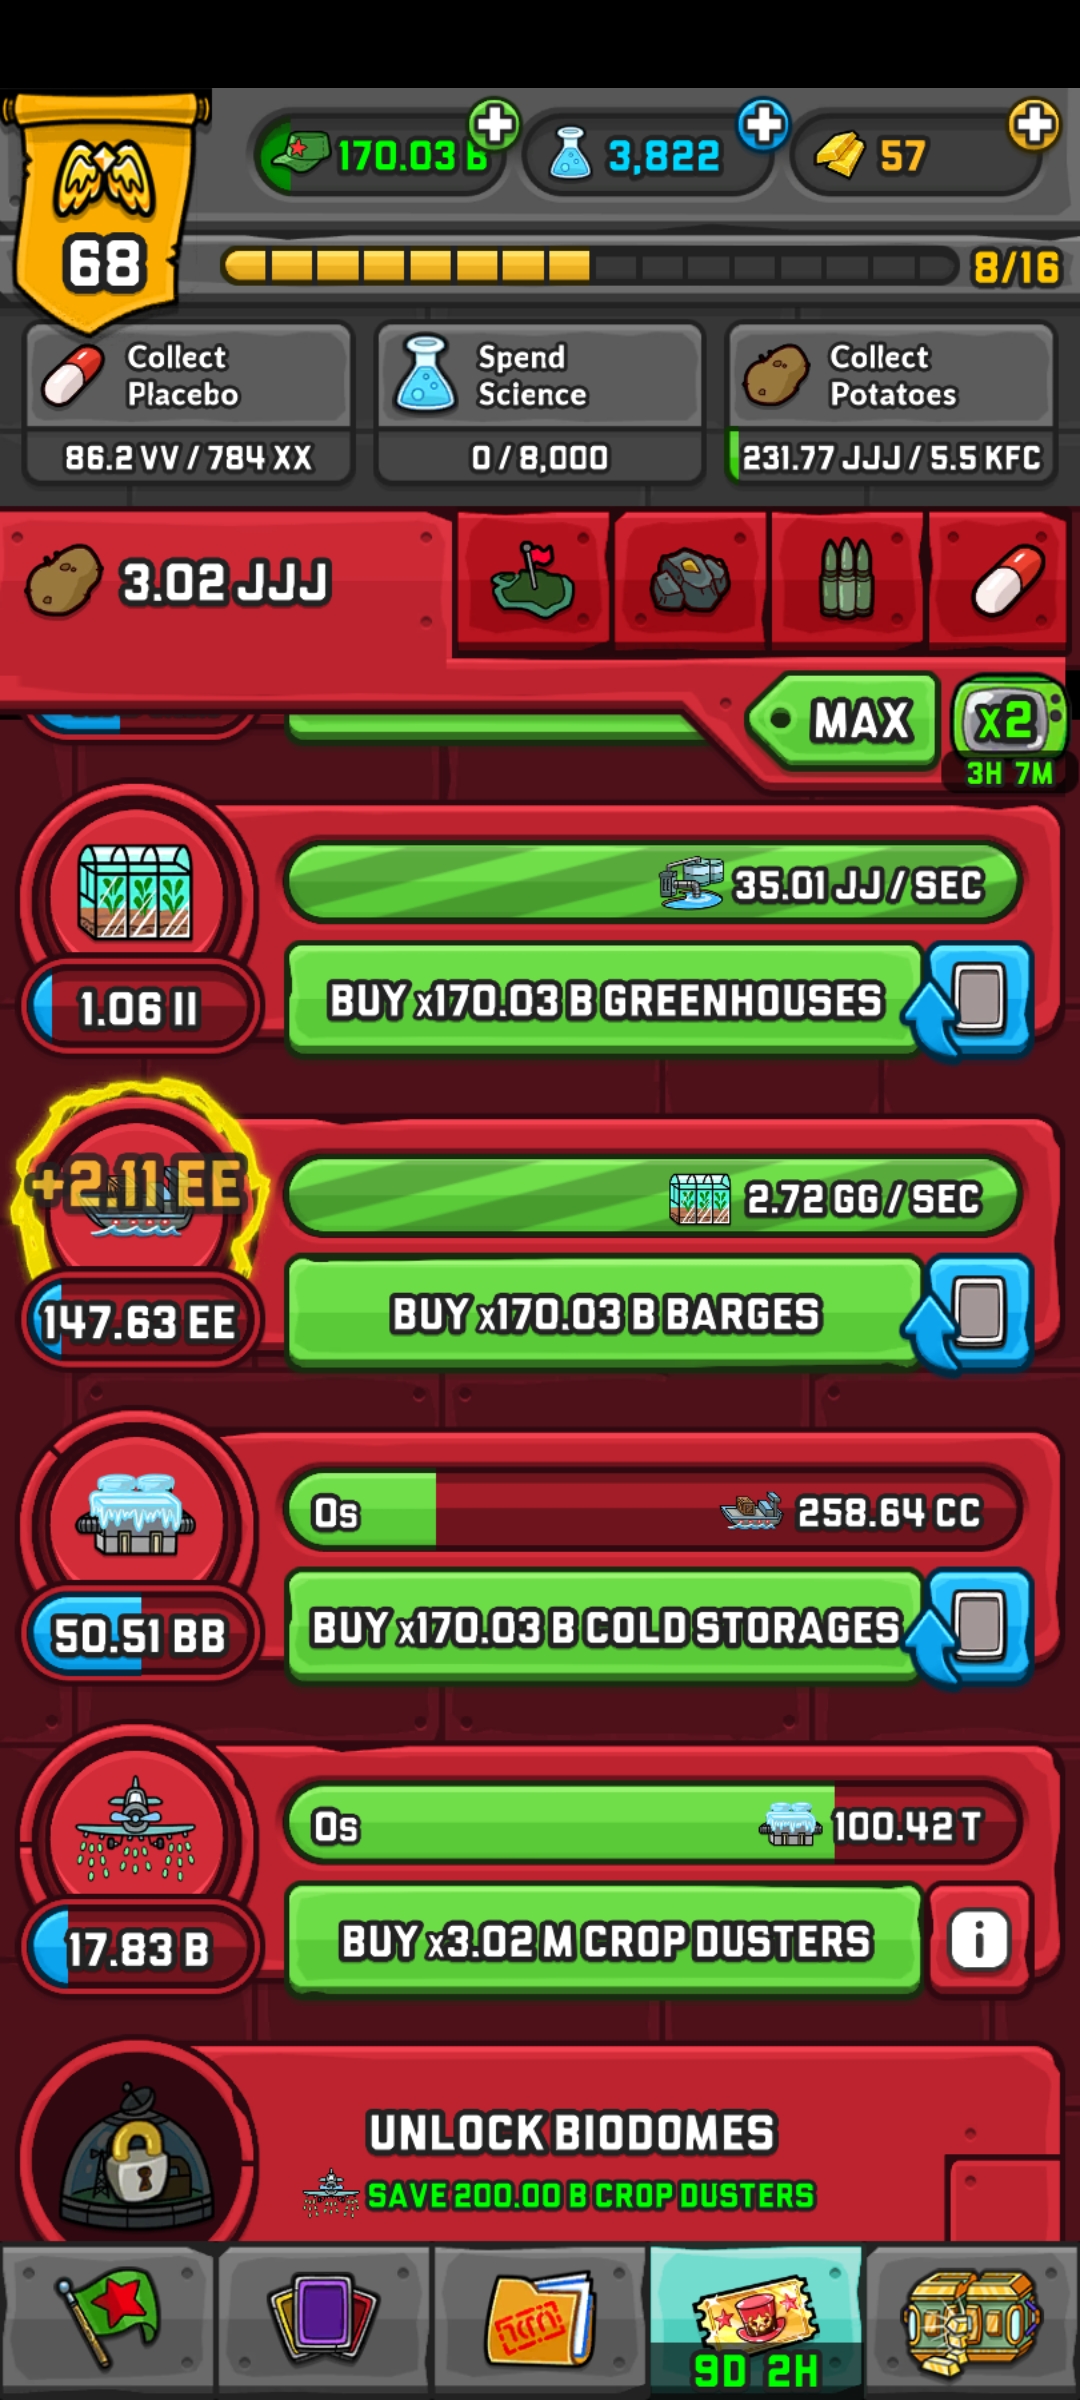 170.03 B
3,822
57
68
8/16
Collect
Placebo
86.2 VV / 784 XX
Spend
Science
0 / 8,000
Collect
Potatoes
231.77 JJJ / 5.5 KFC
3.02 JJJ
MAX
x2
3H 7M
35.01 JJ / SEC
1.06 II
BUY x170.03 B GREENHOUSES
+2.11 EE
2.72 GG / SEC
147.63 EE
BUY x170.03 B BARGES
0s
258.64 CC
50.51 BB
BUY x170.03 B COLD STORAGES
0s
100.42 T
17.83 B
BUY x3.02 M CROP DUSTERS
i
UNLOCK BIODOMES
SAVE 200.00 B CROP DUSTERS
9D 2H